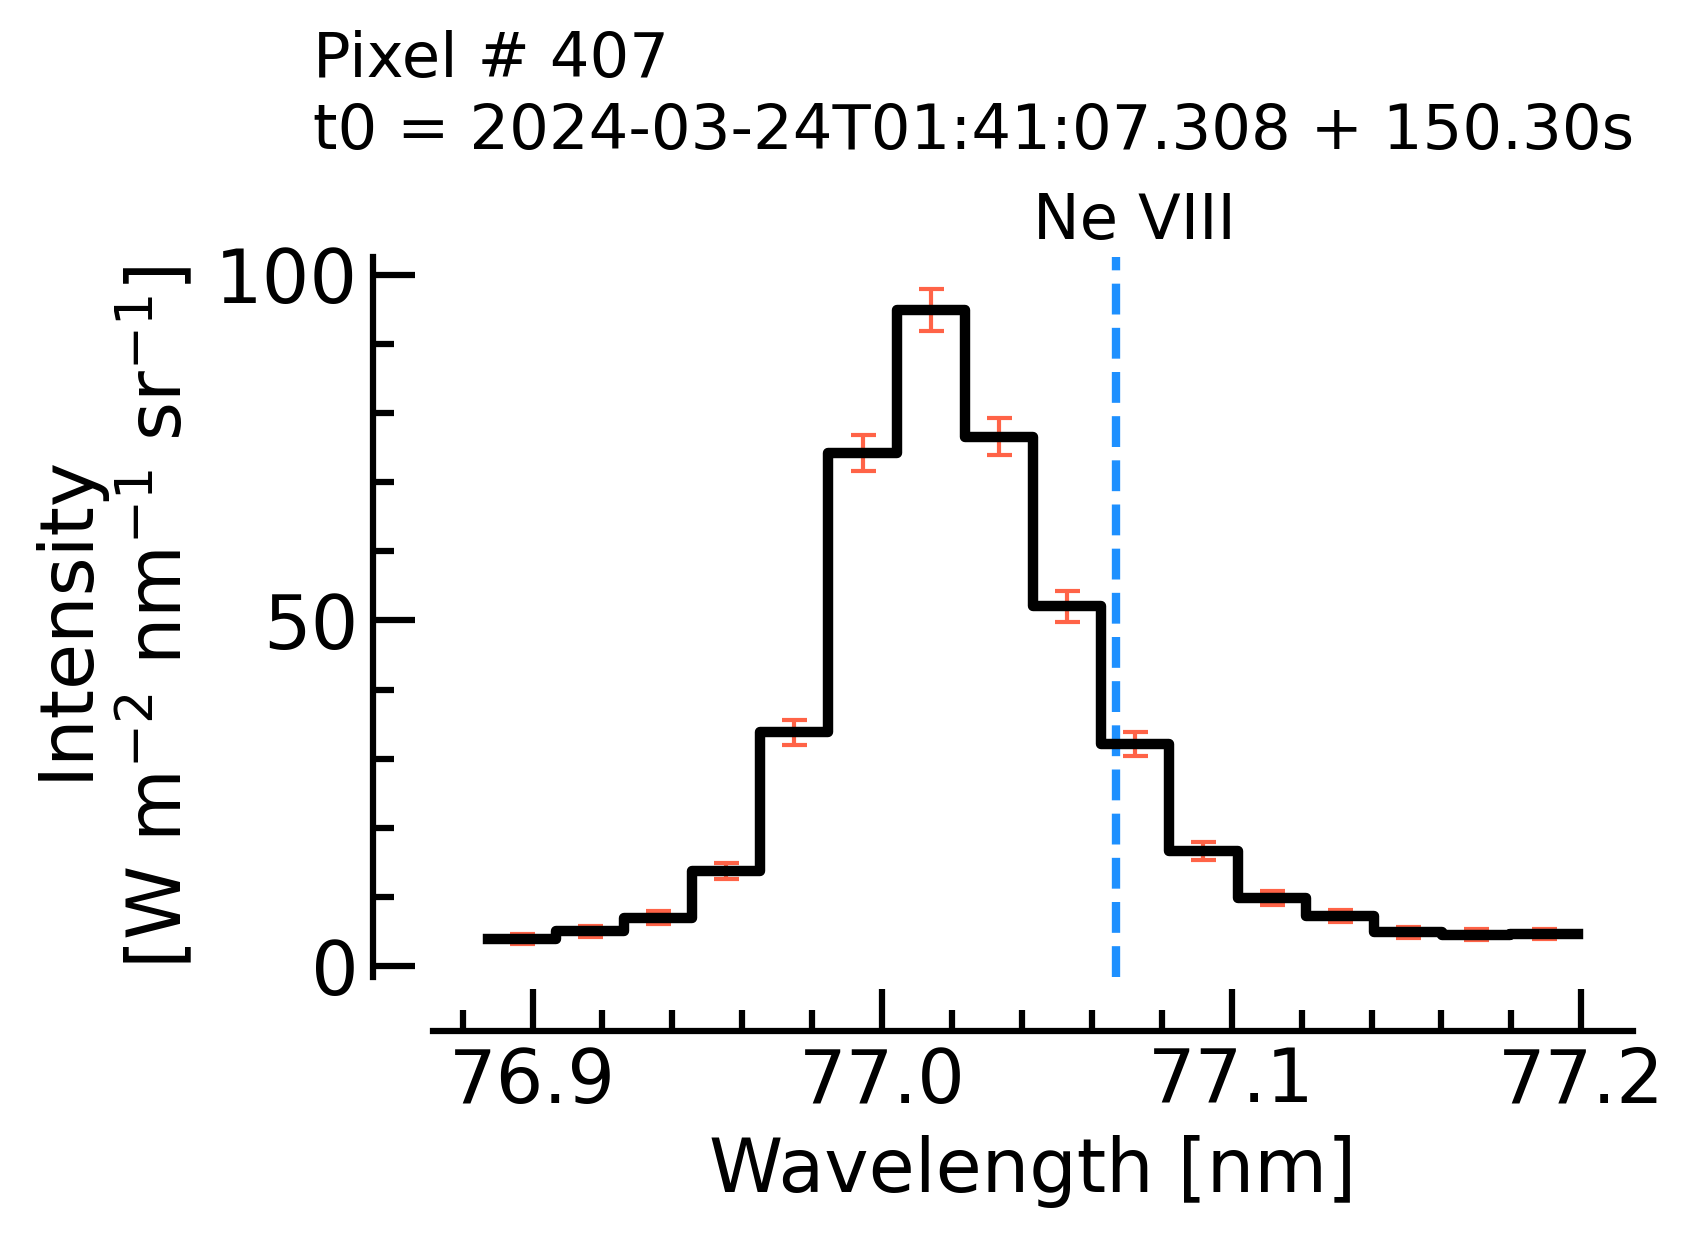 Pixel # 407
t0 = 2024-03-24T01:41:07.308 + 150.30s
Ne VIII
Intensity
[W m⁻² nm⁻¹ sr⁻¹]
100
50
0
76.9 77.0 77.1 77.2
Wavelength [nm]